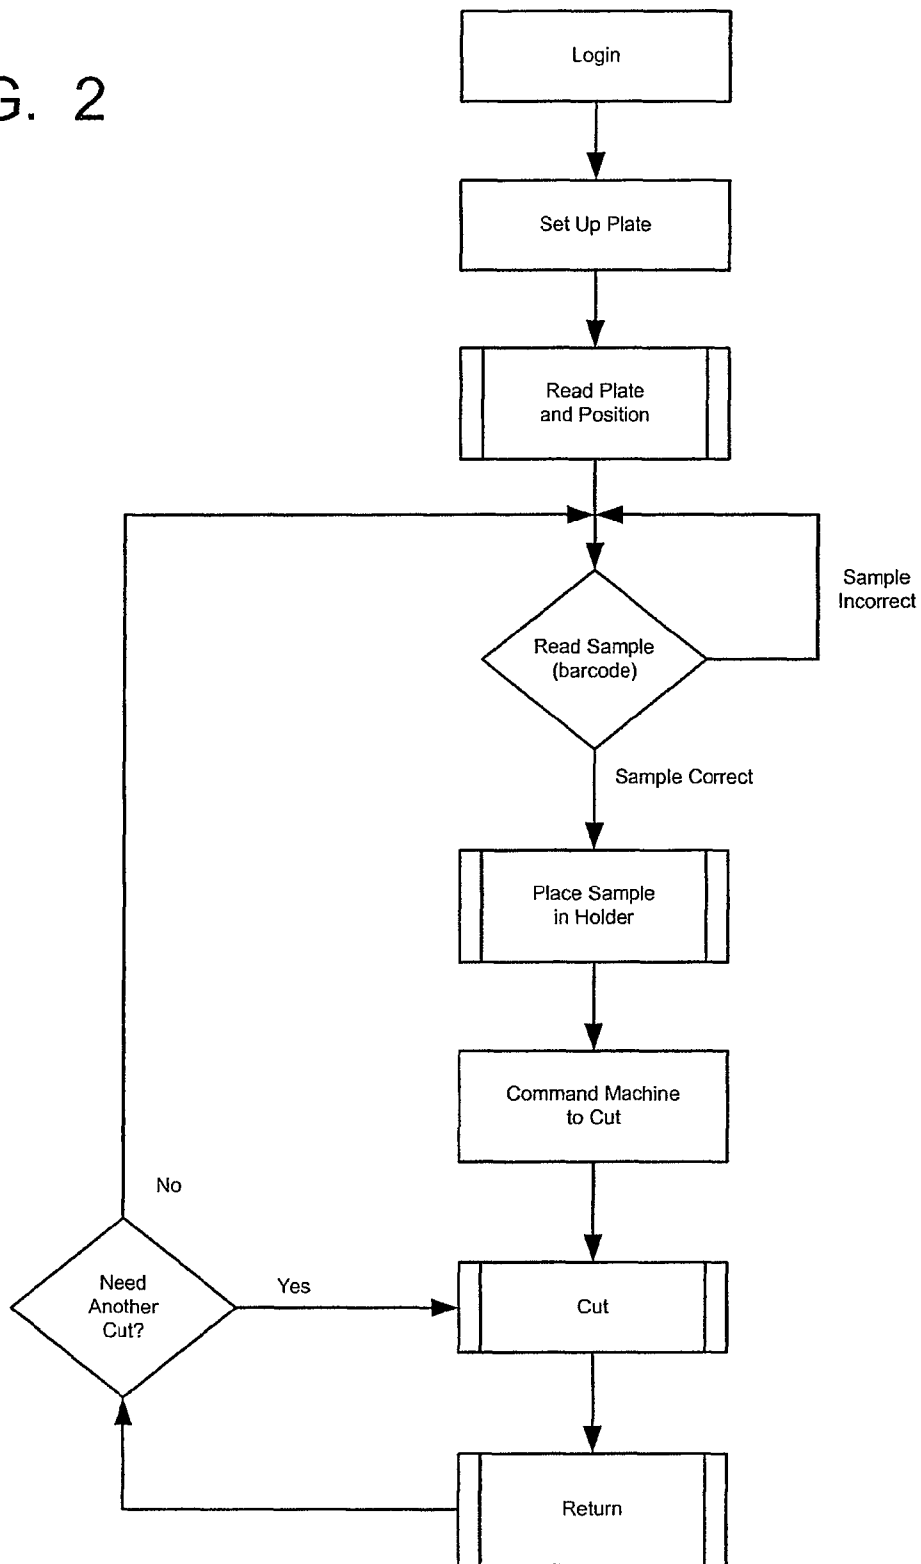 G. 2
Login
Set Up Plate
Read Plate
and Position
Sample
Incorrect
Read Sample
(barcode)
Sample Correct
Place Sample
in Holder
Command Machine
to Cut
No
Need
Another
Cut?
Yes
Cut
Return